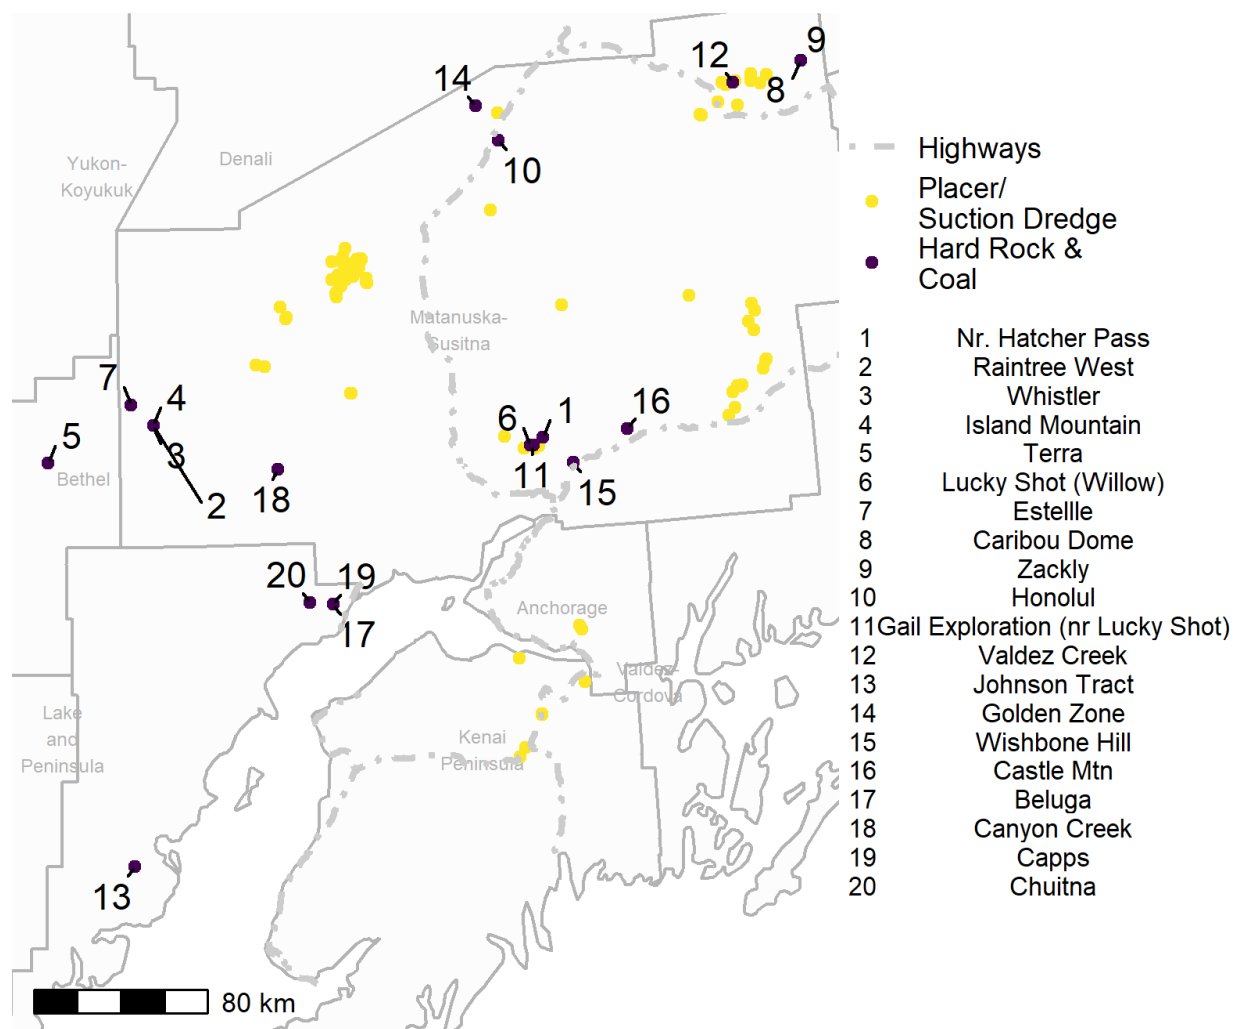 9
12
14
8
10
Yukon-
Koyukuk
Denali
Highways
Placer/
Suction Dredge
Hard Rock &
Coal
Matanuska-
Susitna
7
4
5
3
6
1
16
11
15
Bethel
18
2
20
19
17
Anchorage
Valdez-
Cordova
Lake
and
Peninsula
Kenai
Peninsula
13
80 km
1 Nr. Hatcher Pass
2 Raintree West
3 Whistler
4 Island Mountain
5 Terra
6 Lucky Shot (Willow)
7 Estellle
8 Caribou Dome
9 Zackly
10 Honolul
11 Gail Exploration (nr Lucky Shot)
12 Valdez Creek
13 Johnson Tract
14 Golden Zone
15 Wishbone Hill
16 Castle Mtn
17 Beluga
18 Canyon Creek
19 Capps
20 Chuitna